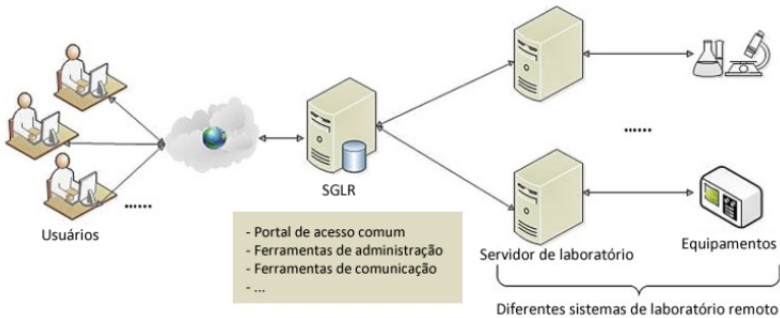 ......
SGLR
......
Usuários
- Portal de acesso comum
- Ferramentas de administração
- Ferramentas de comunicação
- ...
Servidor de laboratório
Equipamentos
Diferentes sistemas de laboratório remoto